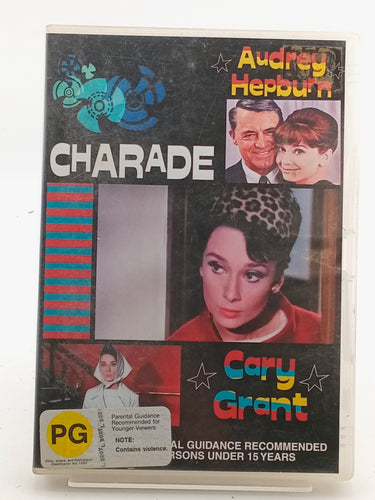 Audrey
Hepburn
CHARADE
Cary
Grant
PG
Parental Guidance
Recommended for
Younger Viewers
NOTE:
Contains violence.
AL GUIDANCE RECOMMENDED
ERSONS UNDER 15 YEARS